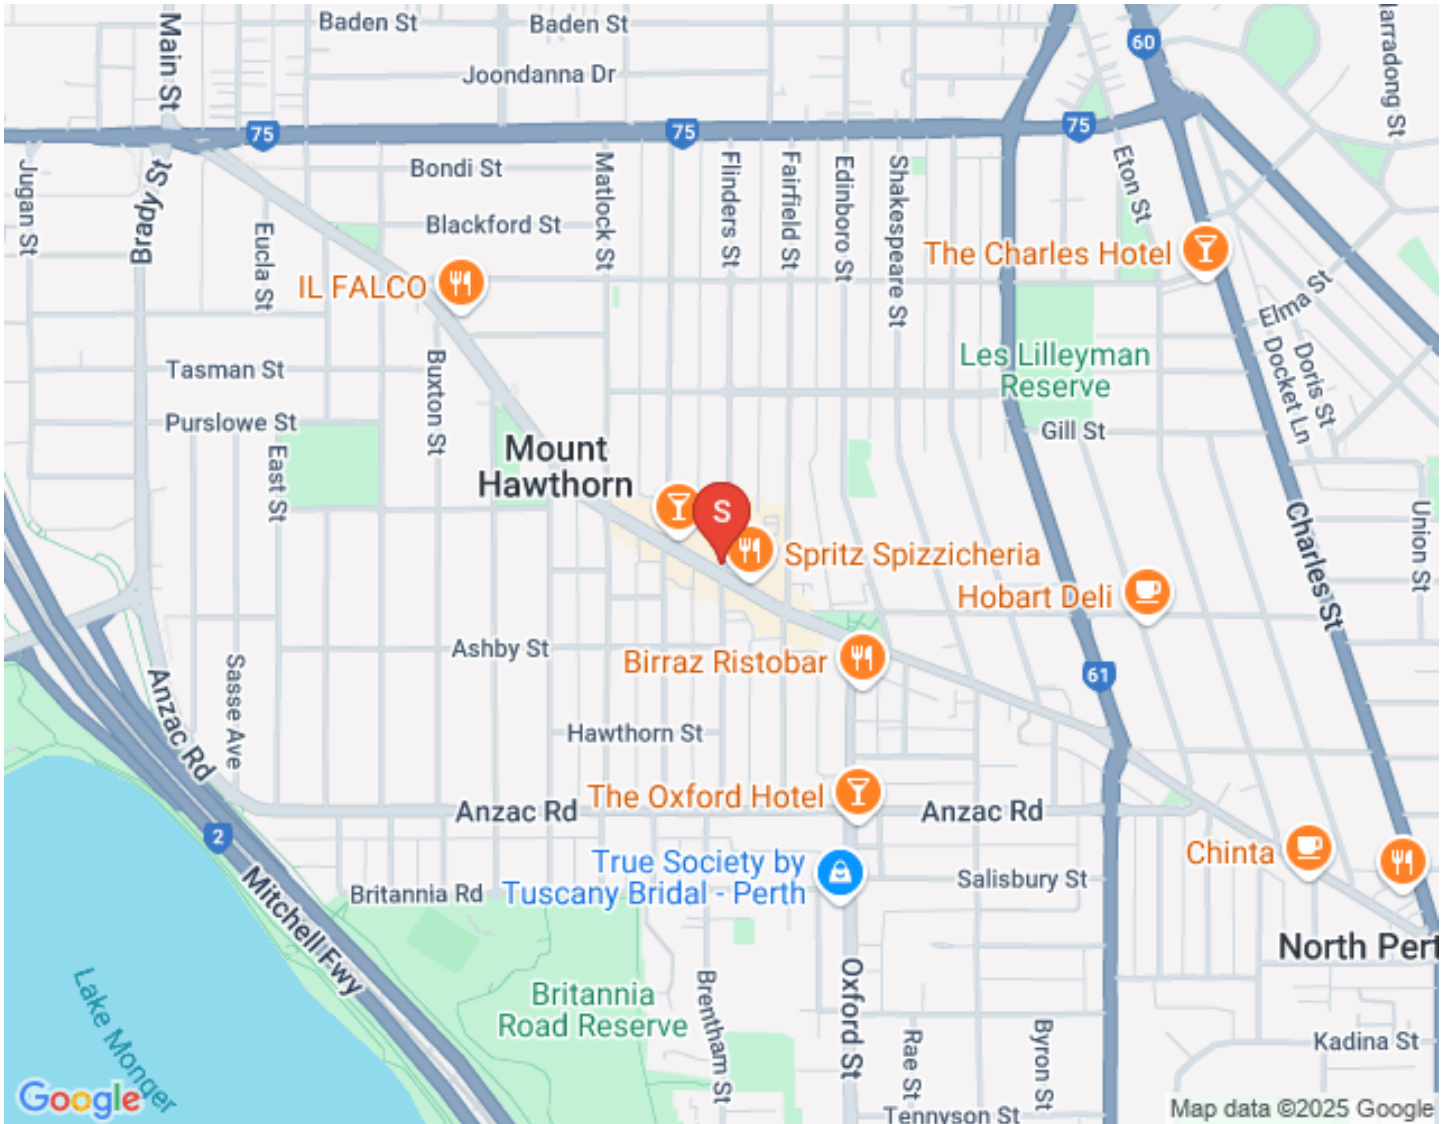 Main St
Baden St
Baden St
60
Joondanna Dr
75
75
75
Jugan St
Brady St
Bondi St
Matlock St
Flinders St
Fairfield St
Edinboro St
Shakespeare St
Eton St
Eucla St
Blackford St
IL FALCO
The Charles Hotel
Elma St
Les Lilleyman
Reserve
Doris St
Docket Ln
Tasman St
Buxton St
Purslowe St
East St
Gill St
Mount
Hawthorn
S
Spritz Spizzicheria
Charles St
Union St
Hobart Deli
Ashby St
Birraz Ristobar
61
Sasse Ave
Anzac Rd
Hawthorn St
Anzac Rd
The Oxford Hotel
Anzac Rd
2
Mitchell Fwy
True Society by
Tuscany Bridal - Perth
Chinta
Britannia Rd
Salisbury St
North Pert
Lake Monger
Britannia
Road Reserve
Brentham St
Oxford St
Rae St
Byron St
Kadina St
Tennyson St
Google
Map data ©2025 Google